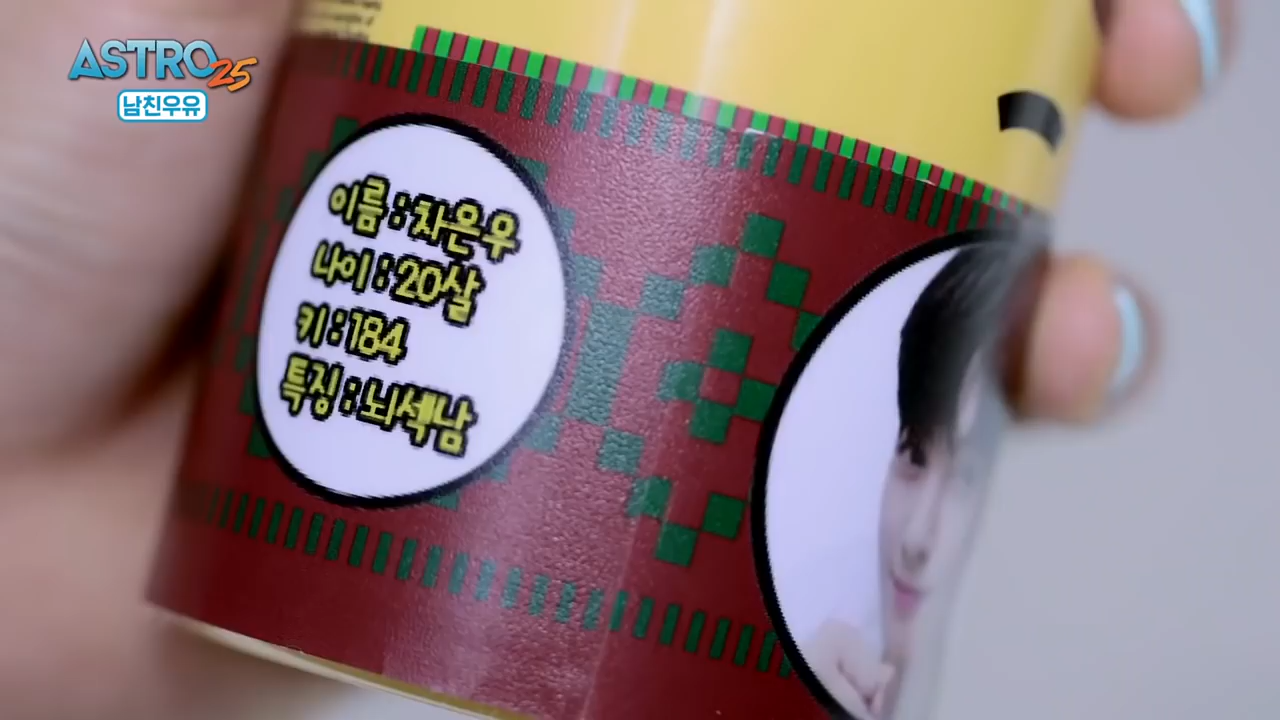 ASTRO25
남친우유
이름 : 차은우
나이 : 20살
키 : 184
특징 : 뇌섹남